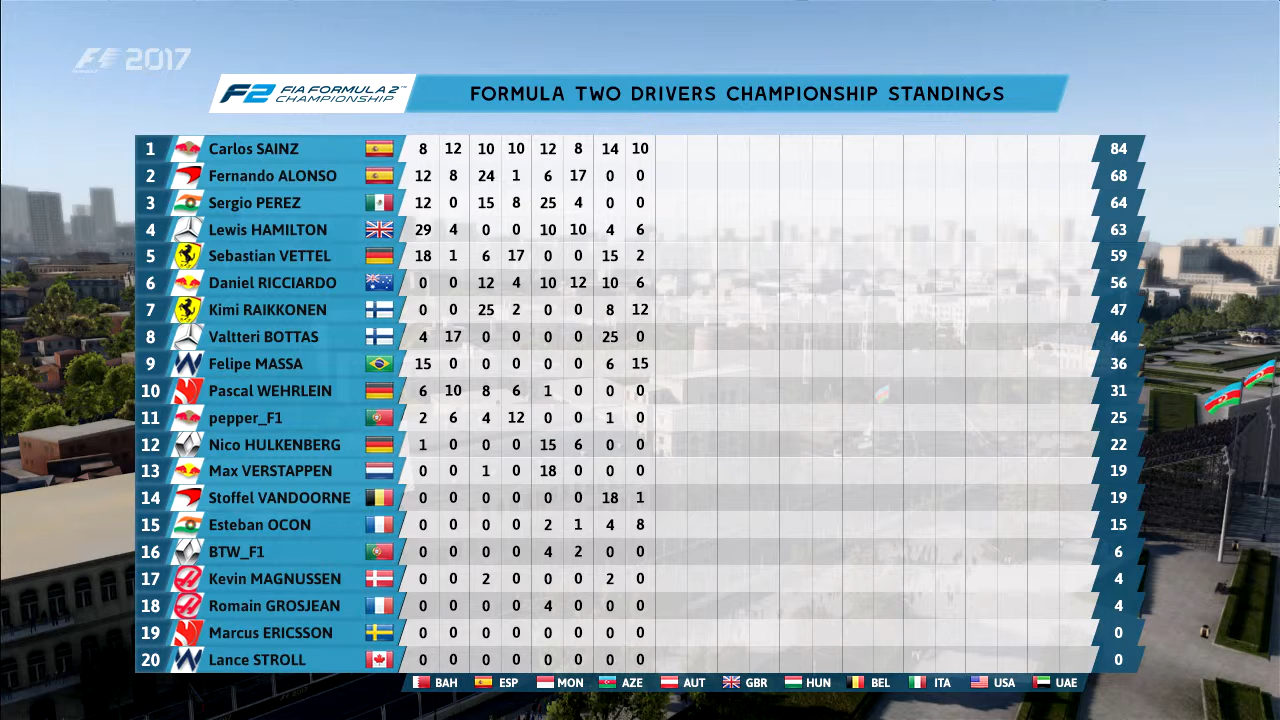 F1 2017
F2 FIA FORMULA 2™
CHAMPIONSHIP
FORMULA TWO DRIVERS CHAMPIONSHIP STANDINGS
1 Carlos SAINZ 8 12 10 10 12 8 14 10 84
2 Fernando ALONSO 12 8 24 1 6 17 0 0 68
3 Sergio PEREZ 12 0 15 8 25 4 0 0 64
4 Lewis HAMILTON 29 4 0 0 10 10 4 6 63
5 Sebastian VETTEL 18 1 6 17 0 0 15 2 59
6 Daniel RICCIARDO 0 0 12 4 10 12 10 6 56
7 Kimi RAIKKONEN 0 0 25 2 0 0 8 12 47
8 Valtteri BOTTAS 4 17 0 0 0 0 25 0 46
9 Felipe MASSA 15 0 0 0 0 0 6 15 36
10 Pascal WEHRLEIN 6 10 8 6 1 0 0 0 31
11 pepper_F1 2 6 4 12 0 0 1 0 25
12 Nico HULKENBERG 1 0 0 0 15 6 0 0 22
13 Max VERSTAPPEN 0 0 1 0 18 0 0 0 19
14 Stoffel VANDOORNE 0 0 0 0 0 0 18 1 19
15 Esteban OCON 0 0 0 0 2 1 4 8 15
16 BTW_F1 0 0 0 0 4 2 0 0 6
17 Kevin MAGNUSSEN 0 0 2 0 0 0 2 0 4
18 Romain GROSJEAN 0 0 0 0 4 0 0 0 4
19 Marcus ERICSSON 0 0 0 0 0 0 0 0 0
20 Lance STROLL 0 0 0 0 0 0 0 0 0
BAH ESP MON AZE AUT GBR HUN BEL ITA USA UAE